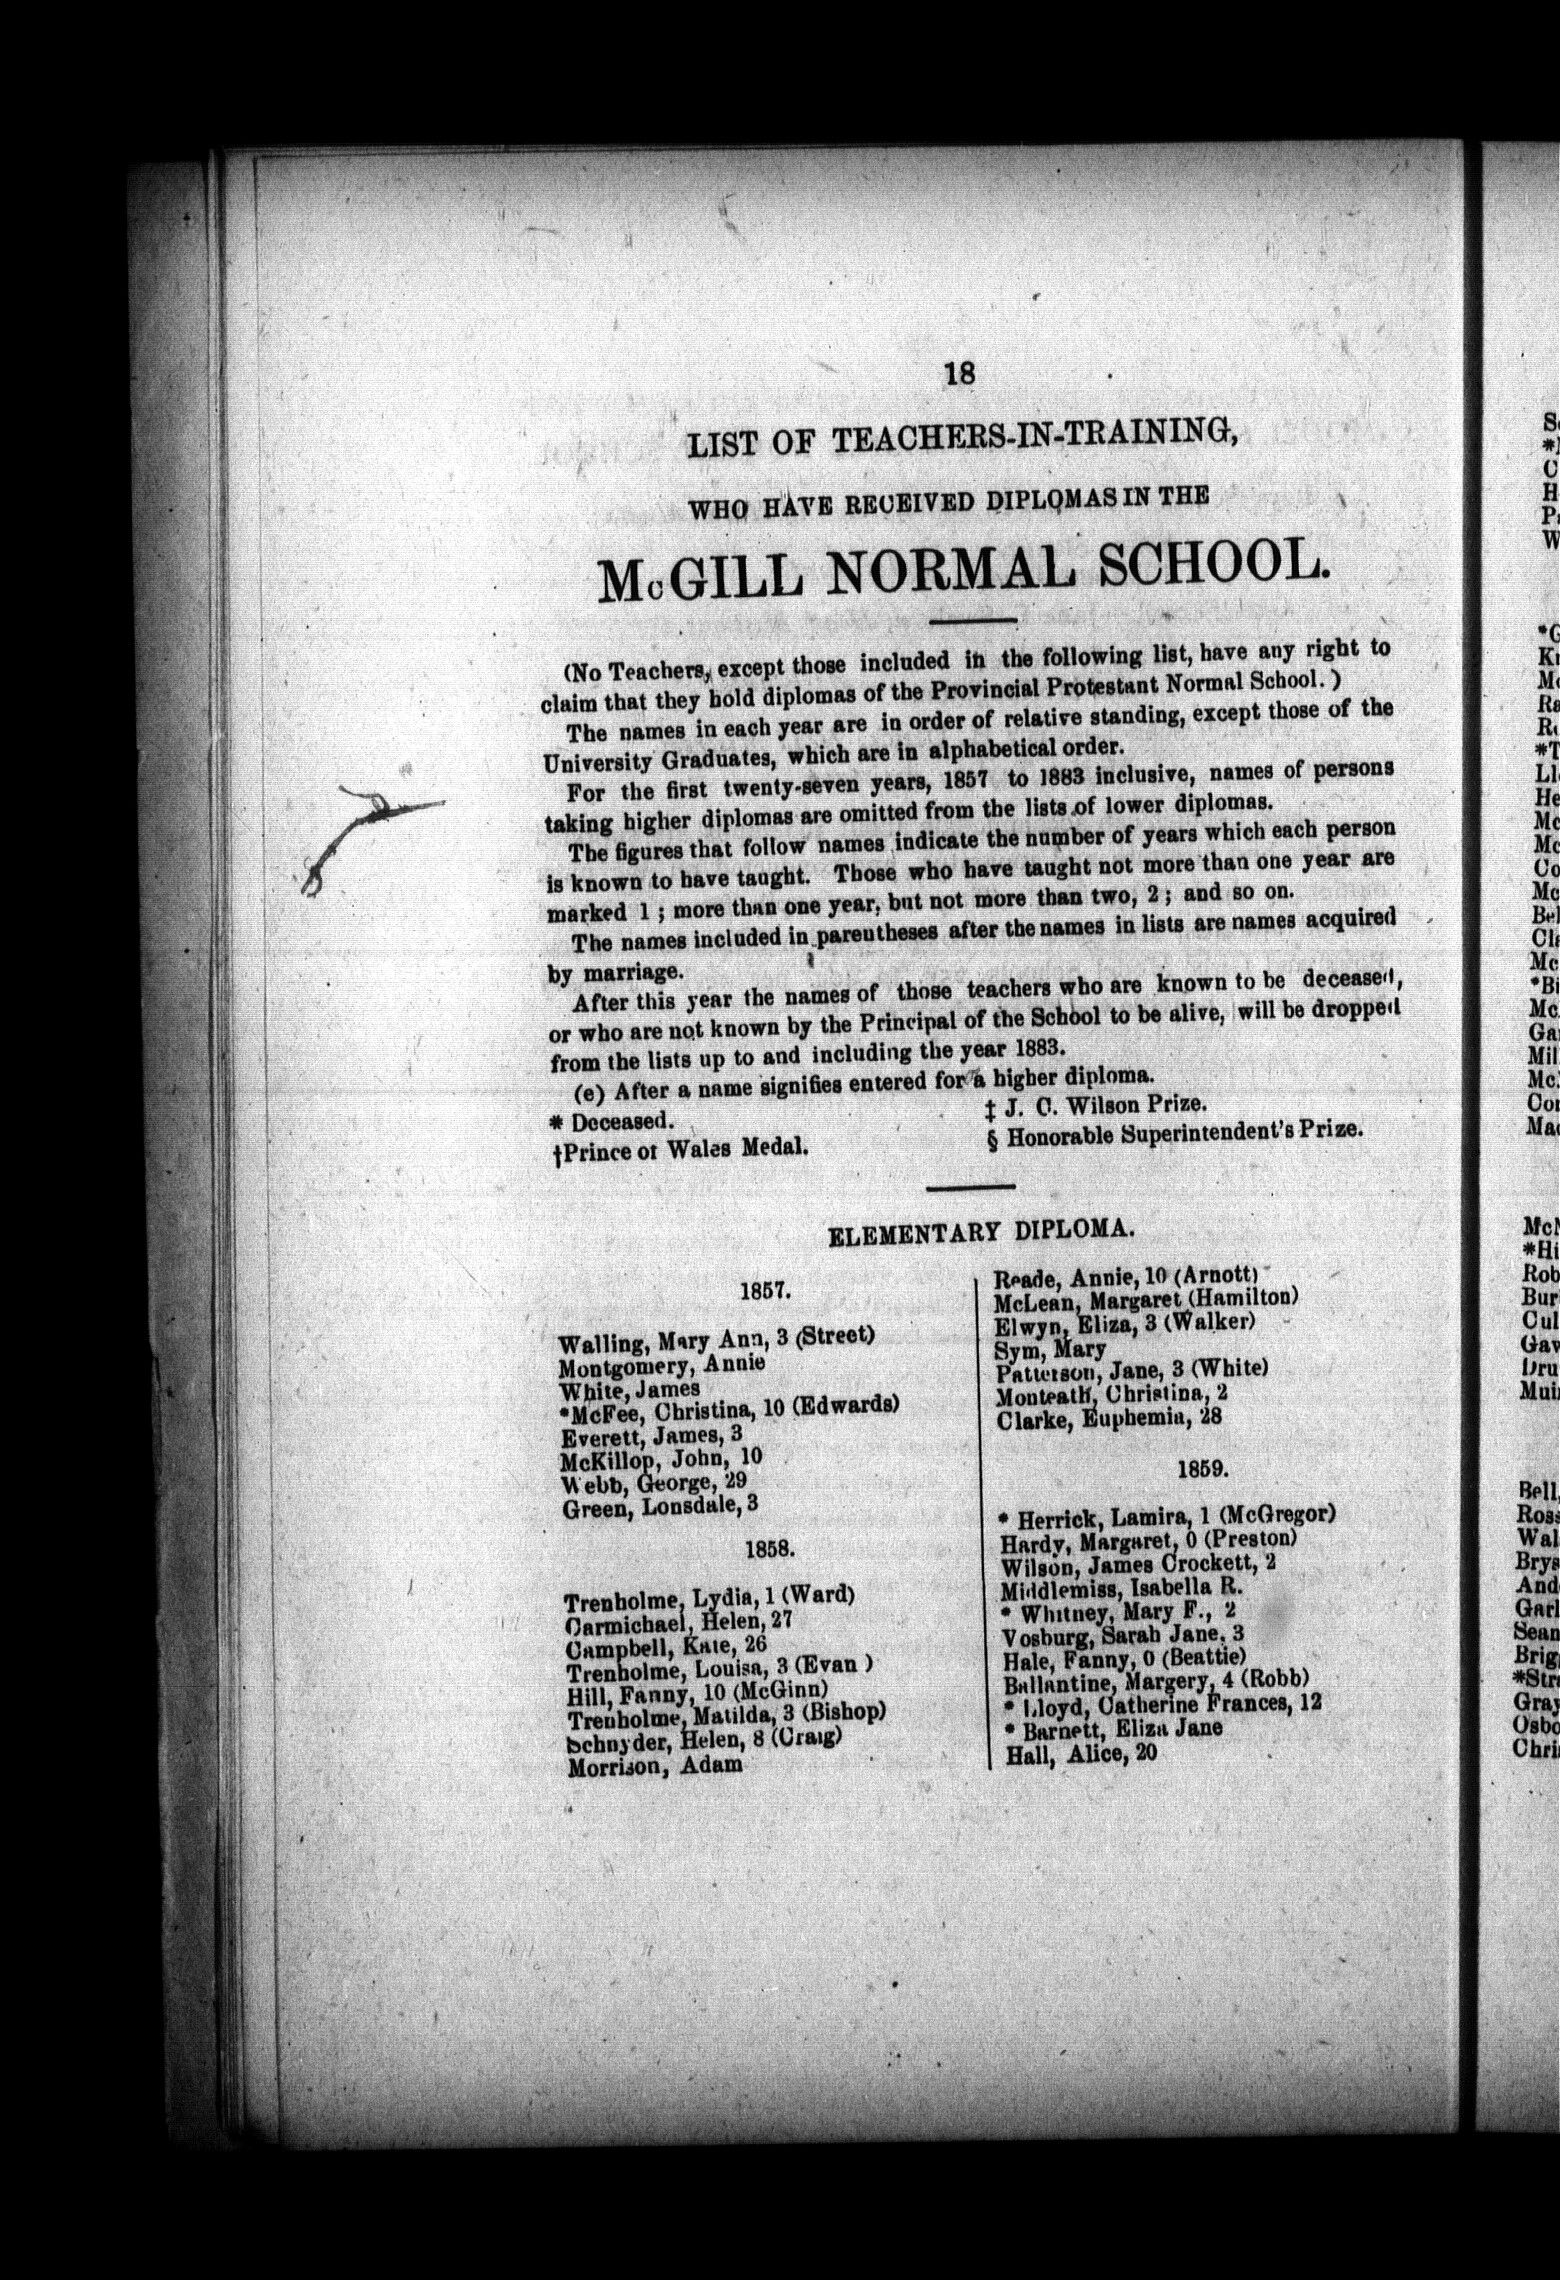 18
LIST OF TEACHERS-IN-TRAINING,
WHO HAVE RECEIVED DIPLOMAS IN THE
McGILL NORMAL SCHOOL.
(No Teachers, except those included in the following list, have any right to
claim that they hold diplomas of the Provincial Protestant Normal School.)
The names in each year are in order of relative standing, except those of the
University Graduates, which are in alphabetical order.
For the first twenty-seven years, 1857 to 1883 inclusive, names of persons
taking higher diplomas are omitted from the lists of lower diplomas.
The figures that follow names indicate the number of years which each person
is known to have taught. Those who have taught not more than one year are
marked 1 ; more than one year, but not more than two, 2 ; and so on.
The names included in parentheses after the names in lists are names acquired
by marriage.
After this year the names of those teachers who are known to be deceased,
or who are not known by the Principal of the School to be alive, will be dropped
from the lists up to and including the year 1883.
(e) After a name signifies entered for a higher diploma.
* Deceased.
‡ J. C. Wilson Prize.
†Prince of Wales Medal.
§ Honorable Superintendent's Prize.
ELEMENTARY DIPLOMA.
1857.
Walling, Mary Ann, 3 (Street)
Montgomery, Annie
White, James
*McFee, Christina, 10 (Edwards)
Everett, James, 3
McKillop, John, 10
Webb, George, 29
Green, Lonsdale, 3
1858.
Trenholme, Lydia, 1 (Ward)
Carmichael, Helen, 27
Campbell, Kate, 26
Trenholme, Louisa, 3 (Evan )
Hill, Fanny, 10 (McGinn)
Trenholme, Matilda, 3 (Bishop)
Schnyder, Helen, 8 (Craig)
Morrison, Adam
Reade, Annie, 10 (Arnott)
McLean, Margaret (Hamilton)
Elwyn, Eliza, 3 (Walker)
Sym, Mary
Patterson, Jane, 3 (White)
Monteath, Christina, 2
Clarke, Euphemia, 28
1859.
* Herrick, Lamira, 1 (McGregor)
Hardy, Margaret, 0 (Preston)
Wilson, James Crockett, 2
Middlemiss, Isabella R.
* Whitney, Mary F., 2
Vosburg, Sarah Jane, 3
Hale, Fanny, 0 (Beattie)
Ballantine, Margery, 4 (Robb)
* Lloyd, Catherine Frances, 12
* Barnett, Eliza Jane
Hall, Alice, 20